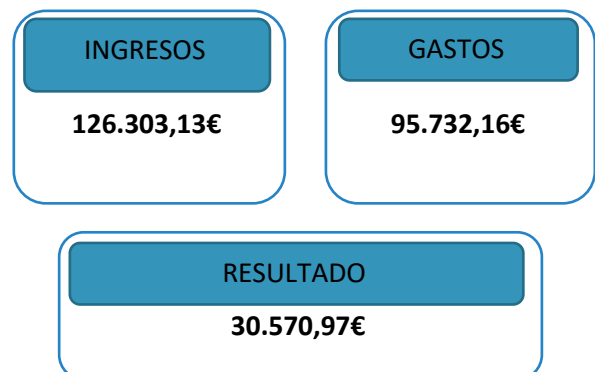 INGRESOS
126.303,13€
GASTOS
95.732,16€
RESULTADO
30.570,97€